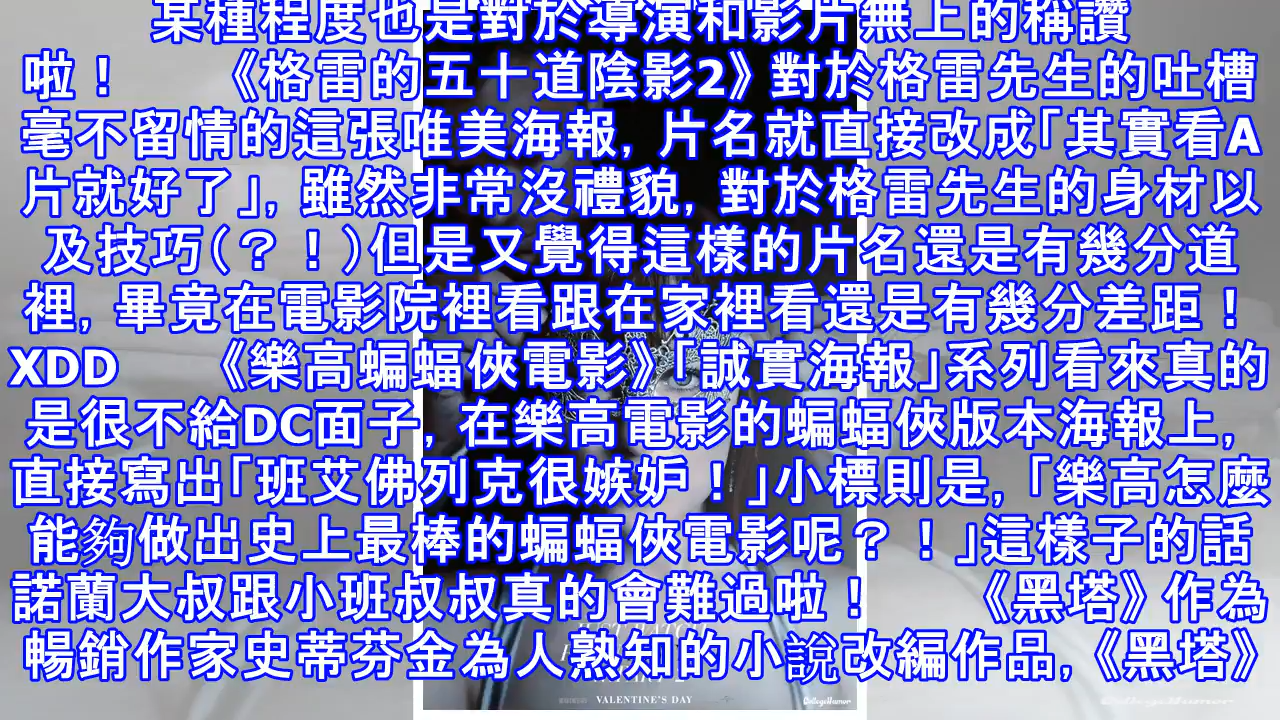 某種程度也是對於導演和影片無上的稱讚
啦！　　《格雷的五十道陰影2》對於格雷先生的吐槽
毫不留情的這張唯美海報，片名就直接改成「其實看A
片就好了」，雖然非常沒禮貌，對於格雷先生的身材以
及技巧（？！）但是又覺得這樣的片名還是有幾分道
裡，畢竟在電影院裡看跟在家裡看還是有幾分差距！
XDD　　《樂高蝙蝠俠電影》「誠實海報」系列看來真的
是很不給DC面子，在樂高電影的蝙蝠俠版本海報上，
直接寫出「班艾佛列克很嫉妒！」小標則是，「樂高怎麼
能夠做出史上最棒的蝙蝠俠電影呢？！」這樣子的話
諾蘭大叔跟小班叔叔真的會難過啦！　　《黑塔》作為
暢銷作家史蒂芬金為人熟知的小說改編作品，《黑塔》
VALENTINE'S DAY
CollegeHumor